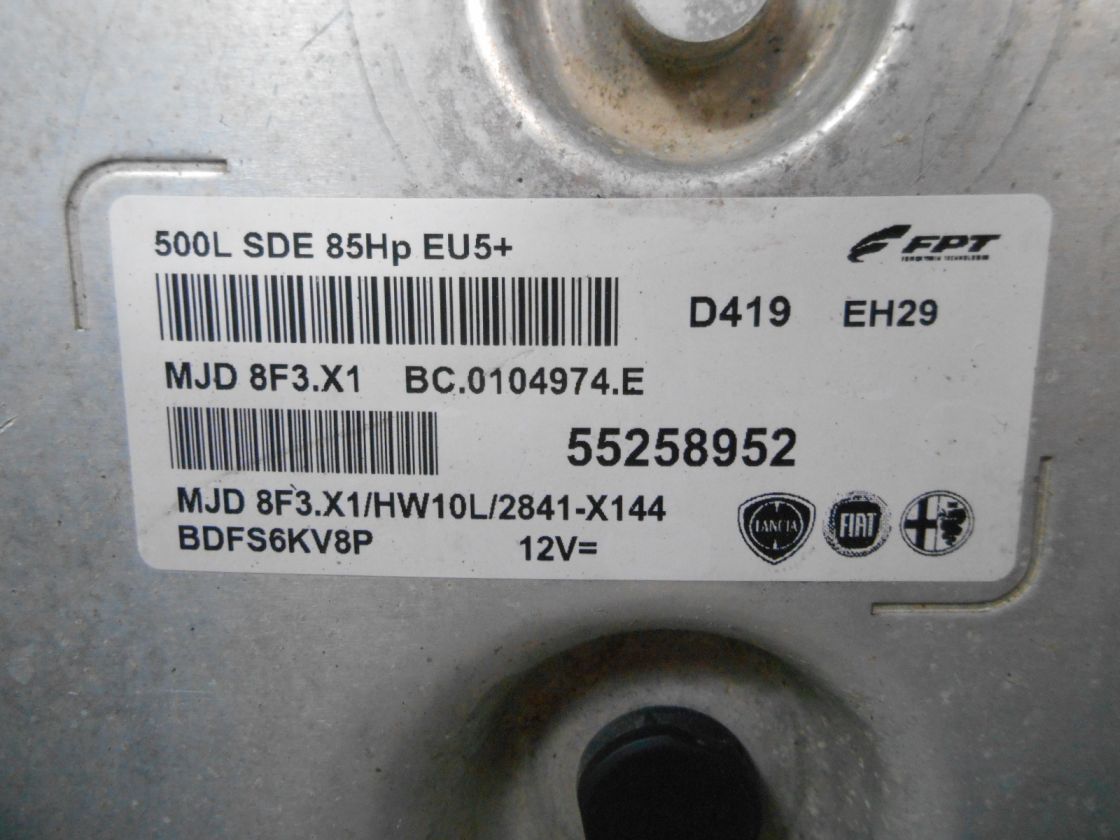 500L SDE 85Hp EU5+
FPT
D419 EH29
MJD 8F3.X1 BC.0104974.E
55258952
MJD 8F3.X1/HW10L/2841-X144
BDFS6KV8P 12V=
LANCIA FIAT